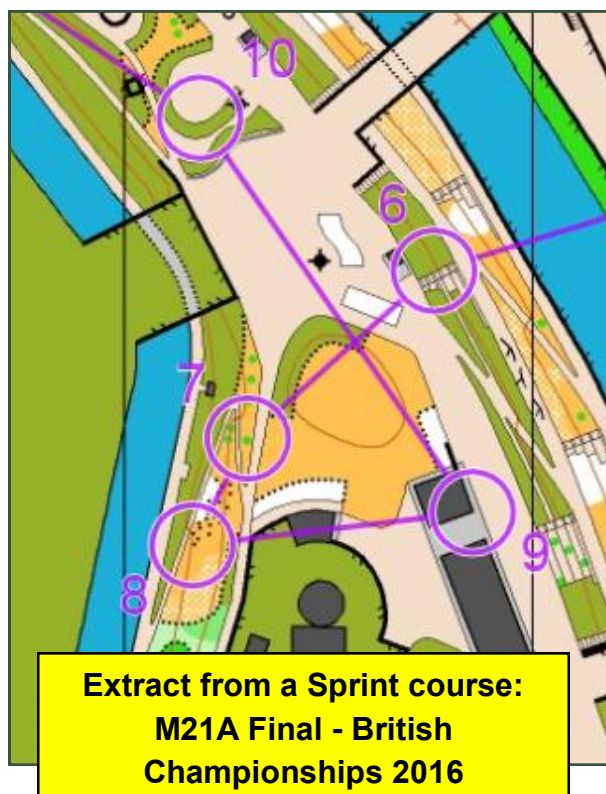 10
6
7
9
8
Extract from a Sprint course:
M21A Final - British
Championships 2016